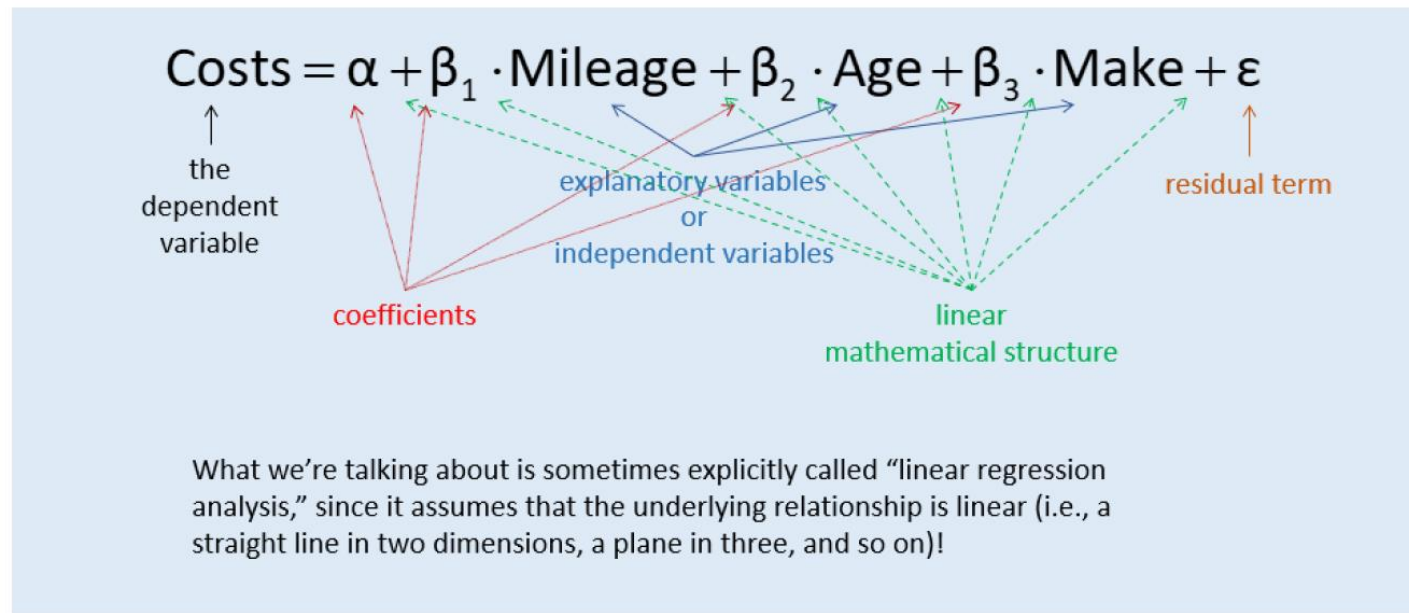 Costs = α + β₁ · Mileage + β₂ · Age + β₃ · Make + ε
the
dependent
variable
explanatory variables
or
independent variables
residual term
coefficients
linear
mathematical structure
What we’re talking about is sometimes explicitly called “linear regression
analysis,” since it assumes that the underlying relationship is linear (i.e., a
straight line in two dimensions, a plane in three, and so on)!